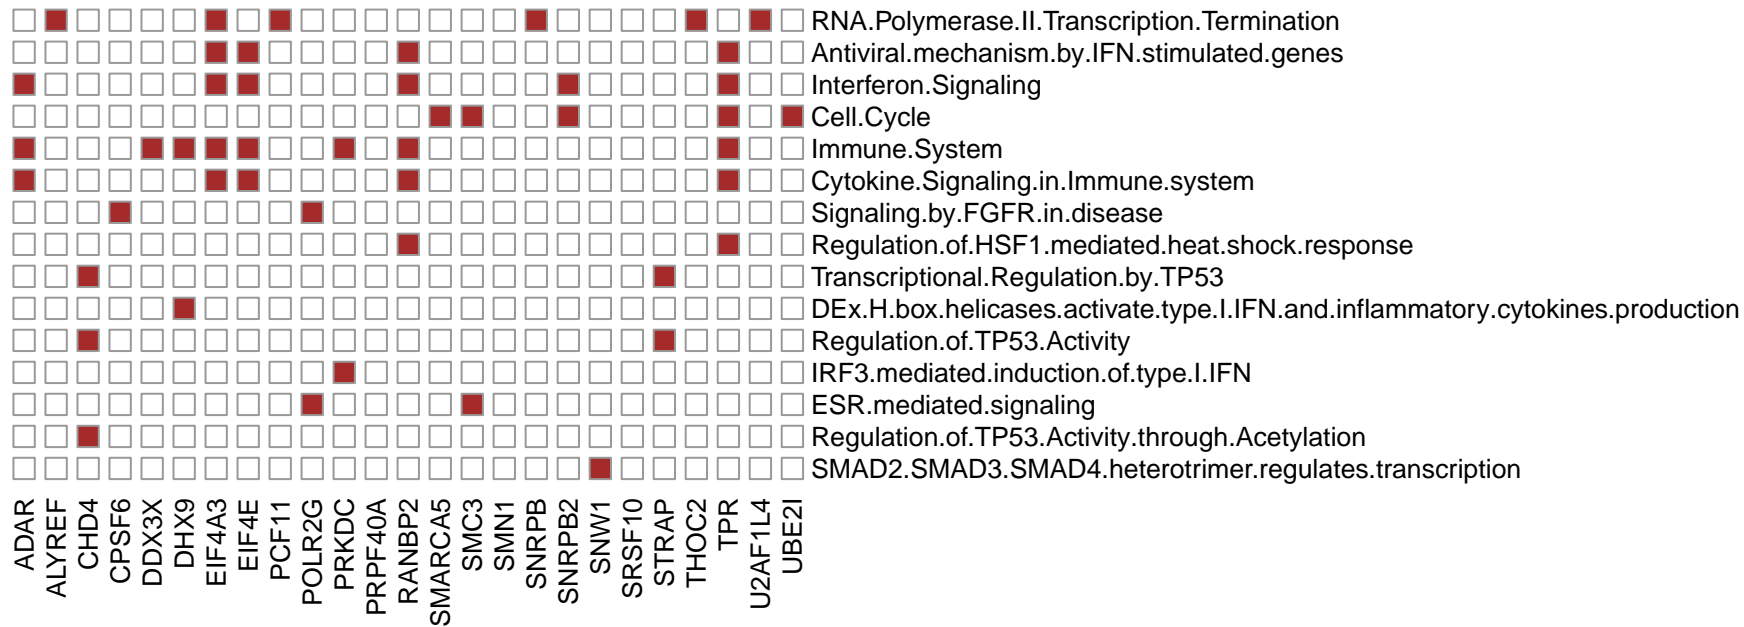 RNA.Polymerase.II.Transcription.Termination
Antiviral.mechanism.by.IFN.stimulated.genes
Interferon.Signaling
Cell.Cycle
Immune.System
Cytokine.Signaling.in.Immune.system
Signaling.by.FGFR.in.disease
Regulation.of.HSF1.mediated.heat.shock.response
Transcriptional.Regulation.by.TP53
DEx.H.box.helicases.activate.type.I.IFN.and.inflammatory.cytokines.production
Regulation.of.TP53.Activity
IRF3.mediated.induction.of.type.I.IFN
ESR.mediated.signaling
Regulation.of.TP53.Activity.through.Acetylation
SMAD2.SMAD3.SMAD4.heterotrimer.regulates.transcription
ADAR
ALYREF
CHD4
CPSF6
DDX3X
DHX9
EIF4A3
EIF4E
PCF11
POLR2G
PRKDC
PRPF40A
RANBP2
SMARCA5
SMC3
SMN1
SNRPB
SNRPB2
SNW1
SRSF10
STRAP
THOC2
TPR
U2AF1L4
UBE2I